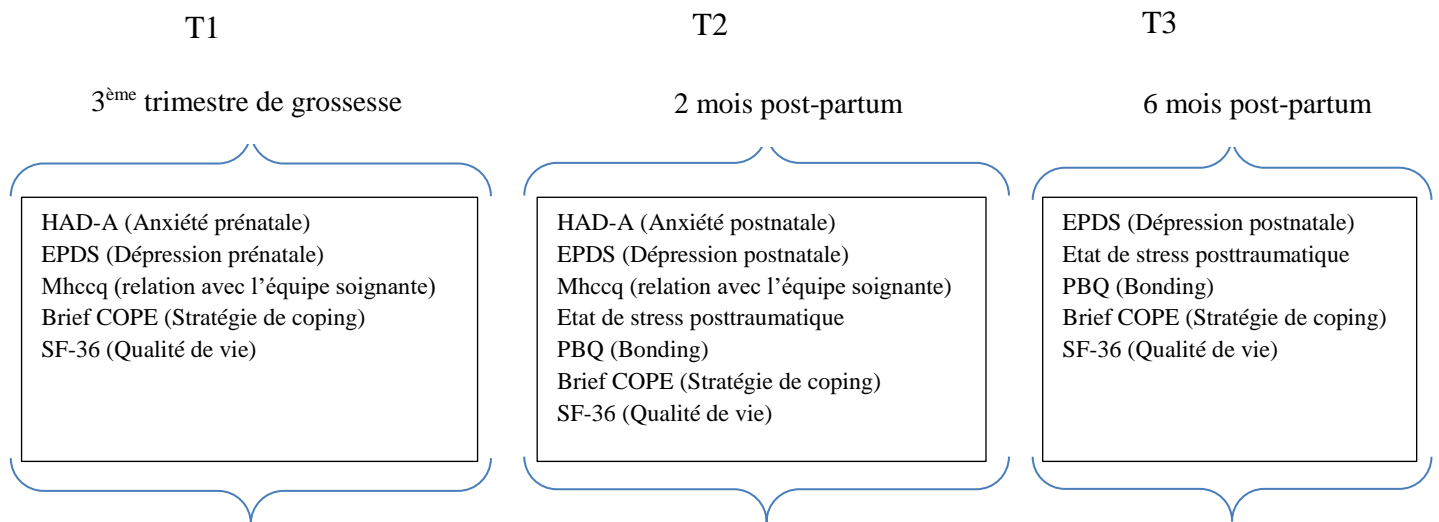 T1
3ème trimestre de grossesse
HAD-A (Anxiété prénatale)
EPDS (Dépression prénatale)
Mhccq (relation avec l’équipe soignante)
Brief COPE (Stratégie de coping)
SF-36 (Qualité de vie)
T2
2 mois post-partum
HAD-A (Anxiété postnatale)
EPDS (Dépression postnatale)
Mhccq (relation avec l’équipe soignante)
Etat de stress posttraumatique
PBQ (Bonding)
Brief COPE (Stratégie de coping)
SF-36 (Qualité de vie)
T3
6 mois post-partum
EPDS (Dépression postnatale)
Etat de stress posttraumatique
PBQ (Bonding)
Brief COPE (Stratégie de coping)
SF-36 (Qualité de vie)